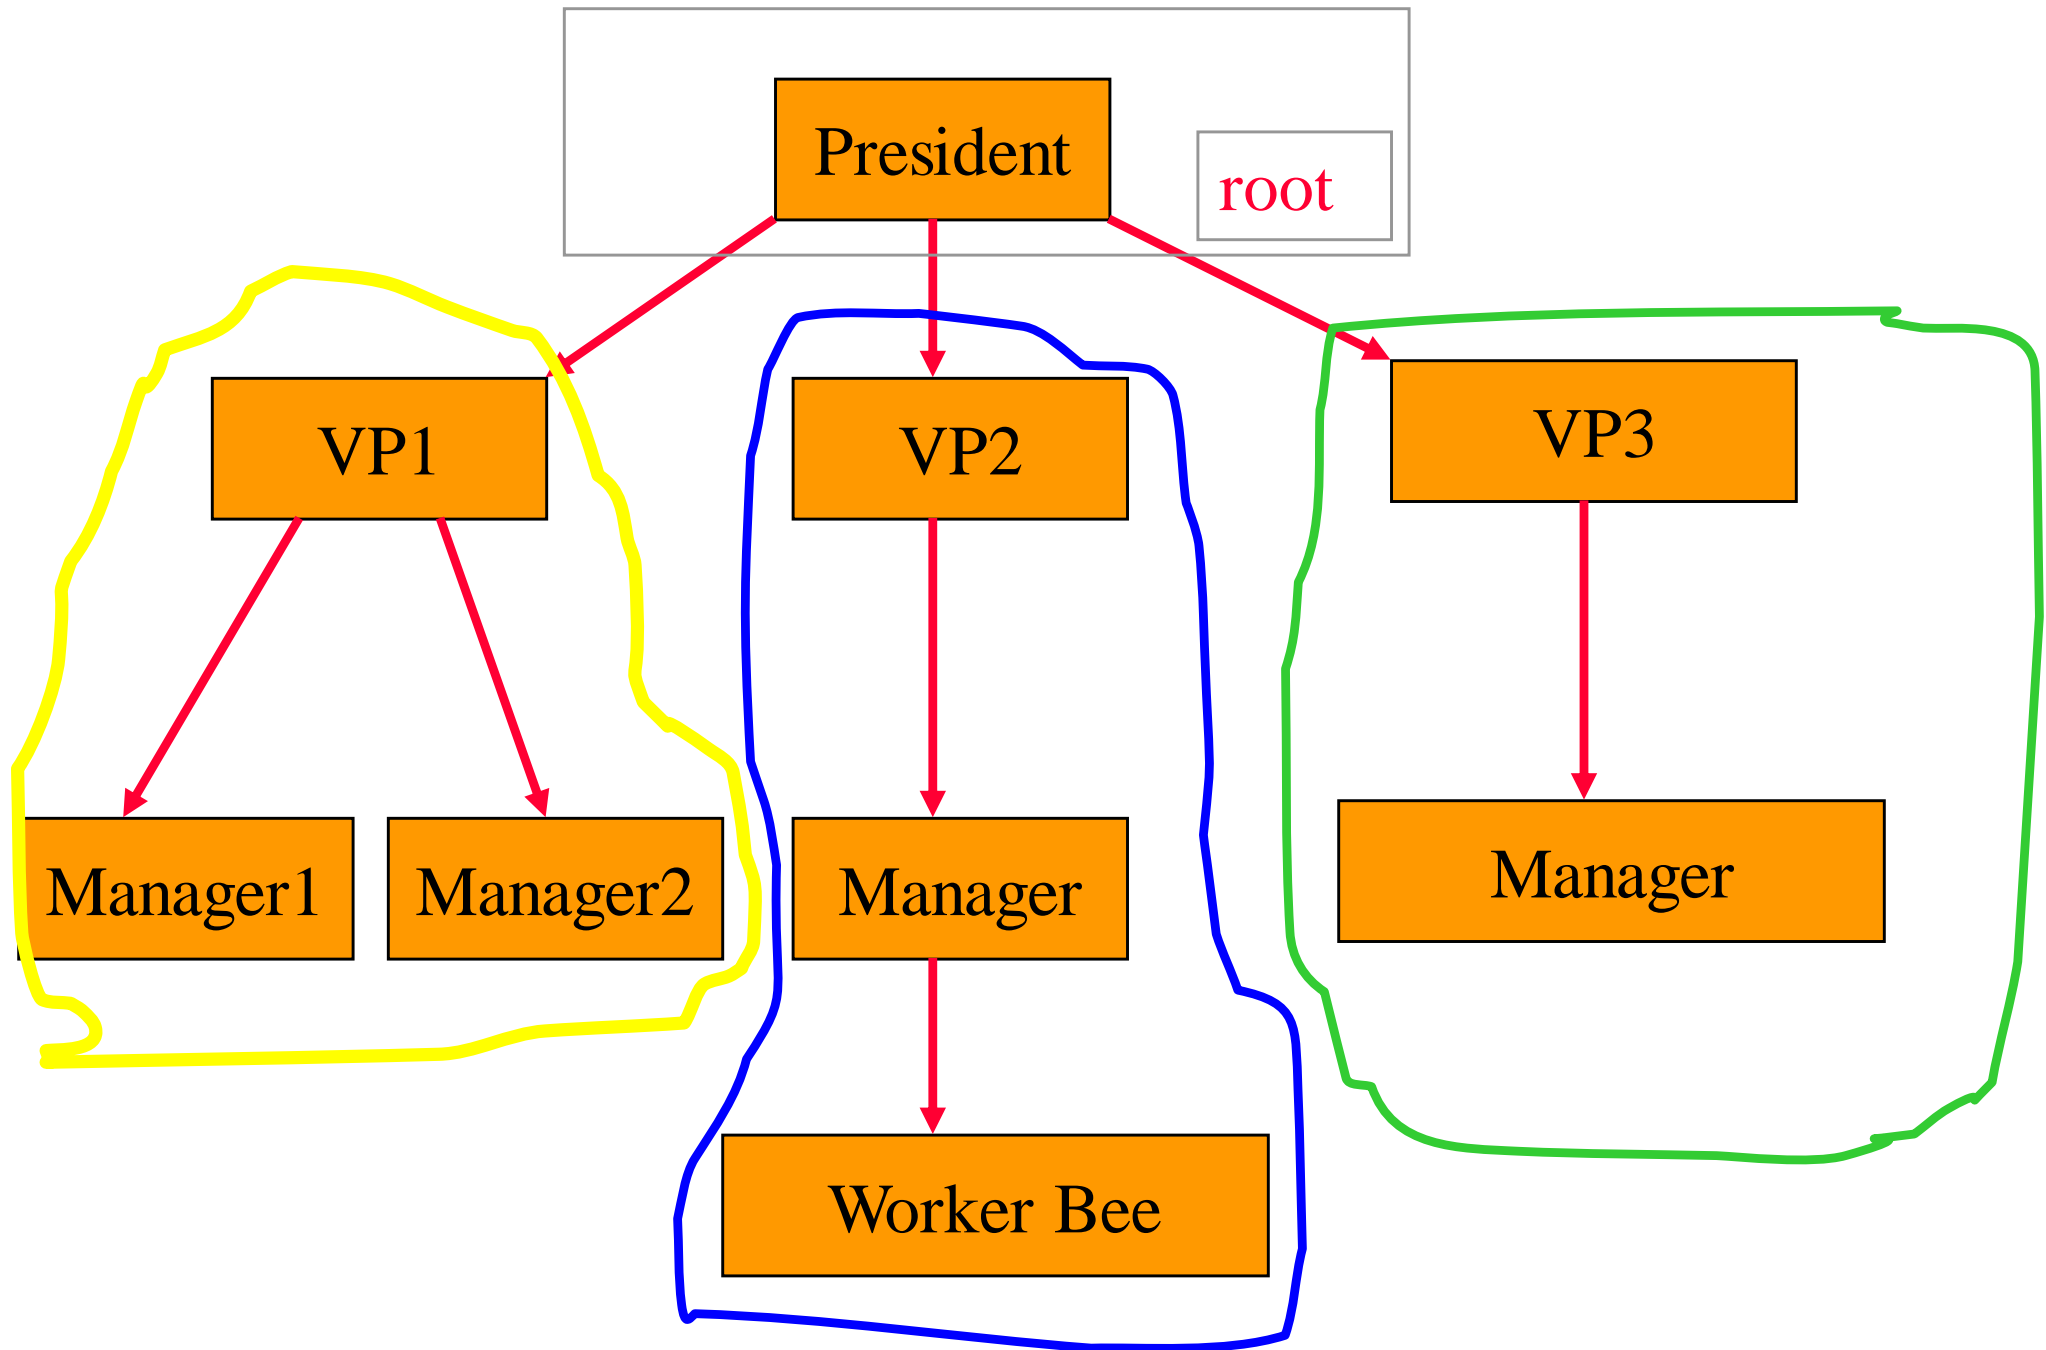 President
root
VP1
VP2
VP3
Manager1
Manager2
Manager
Manager
Worker Bee